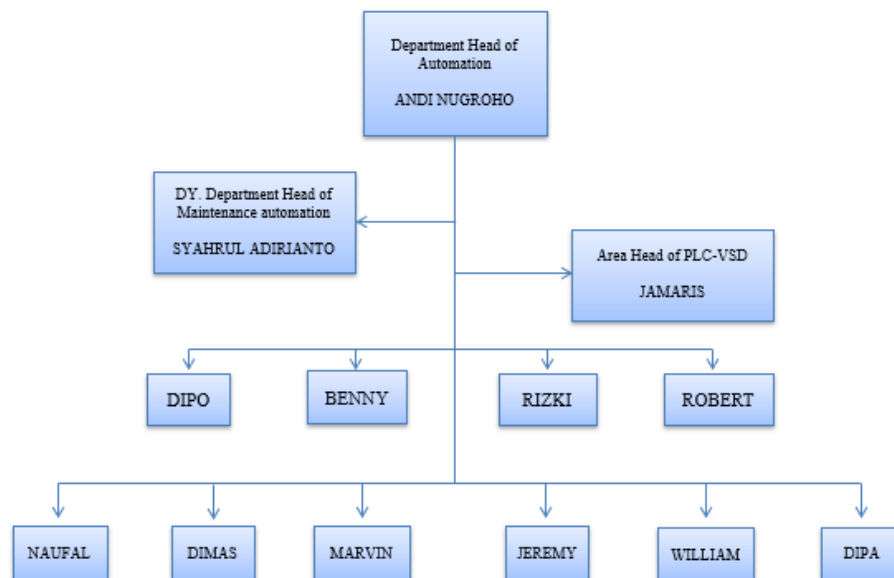 Department Head of
Automation
ANDI NUGROHO
DY. Department Head of
Maintenance automation
SYAHRUL ADIRIANTO
Area Head of PLC-VSD
JAMARIS
DIPO
BENNY
RIZKI
ROBERT
NAUFAL
DIMAS
MARVIN
JEREMY
WILLIAM
DIPA